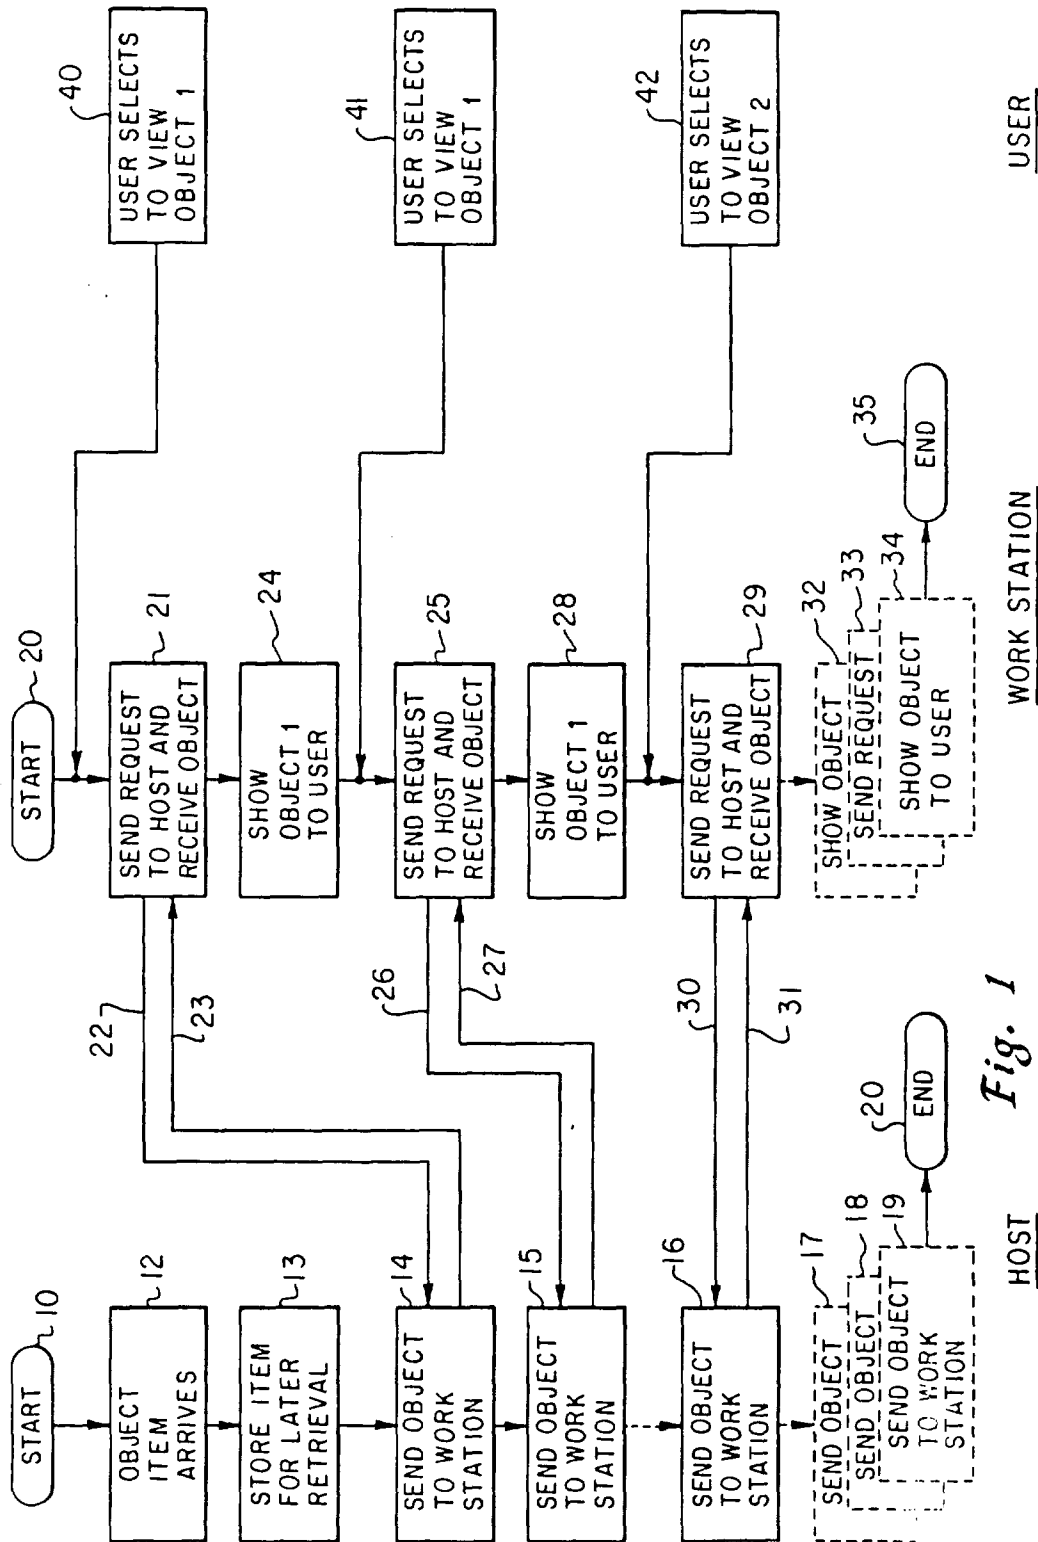 START
10
OBJECT
ITEM
ARRIVES
12
STORE ITEM
FOR LATER
RETRIEVAL
13
SEND OBJECT
TO WORK
STATION
14
SEND OBJECT
TO WORK
STATION
15
SEND OBJECT
TO WORK
STATION
16
SEND OBJECT
17
SEND OBJECT
18
SEND OBJECT
TO WORK
STATION
19
END
20
HOST
START
20
SEND REQUEST
TO HOST AND
RECEIVE OBJECT
21
22
23
SHOW
OBJECT 1
TO USER
24
SEND REQUEST
TO HOST AND
RECEIVE OBJECT
25
26
27
SHOW
OBJECT 1
TO USER
28
SEND REQUEST
TO HOST AND
RECEIVE OBJECT
29
30
31
SHOW OBJECT
32
SEND REQUEST
33
SHOW OBJECT
TO USER
34
END
35
WORK STATION
USER SELECTS
TO VIEW
OBJECT 1
40
USER SELECTS
TO VIEW
OBJECT 1
41
USER SELECTS
TO VIEW
OBJECT 2
42
USER
Fig. 1